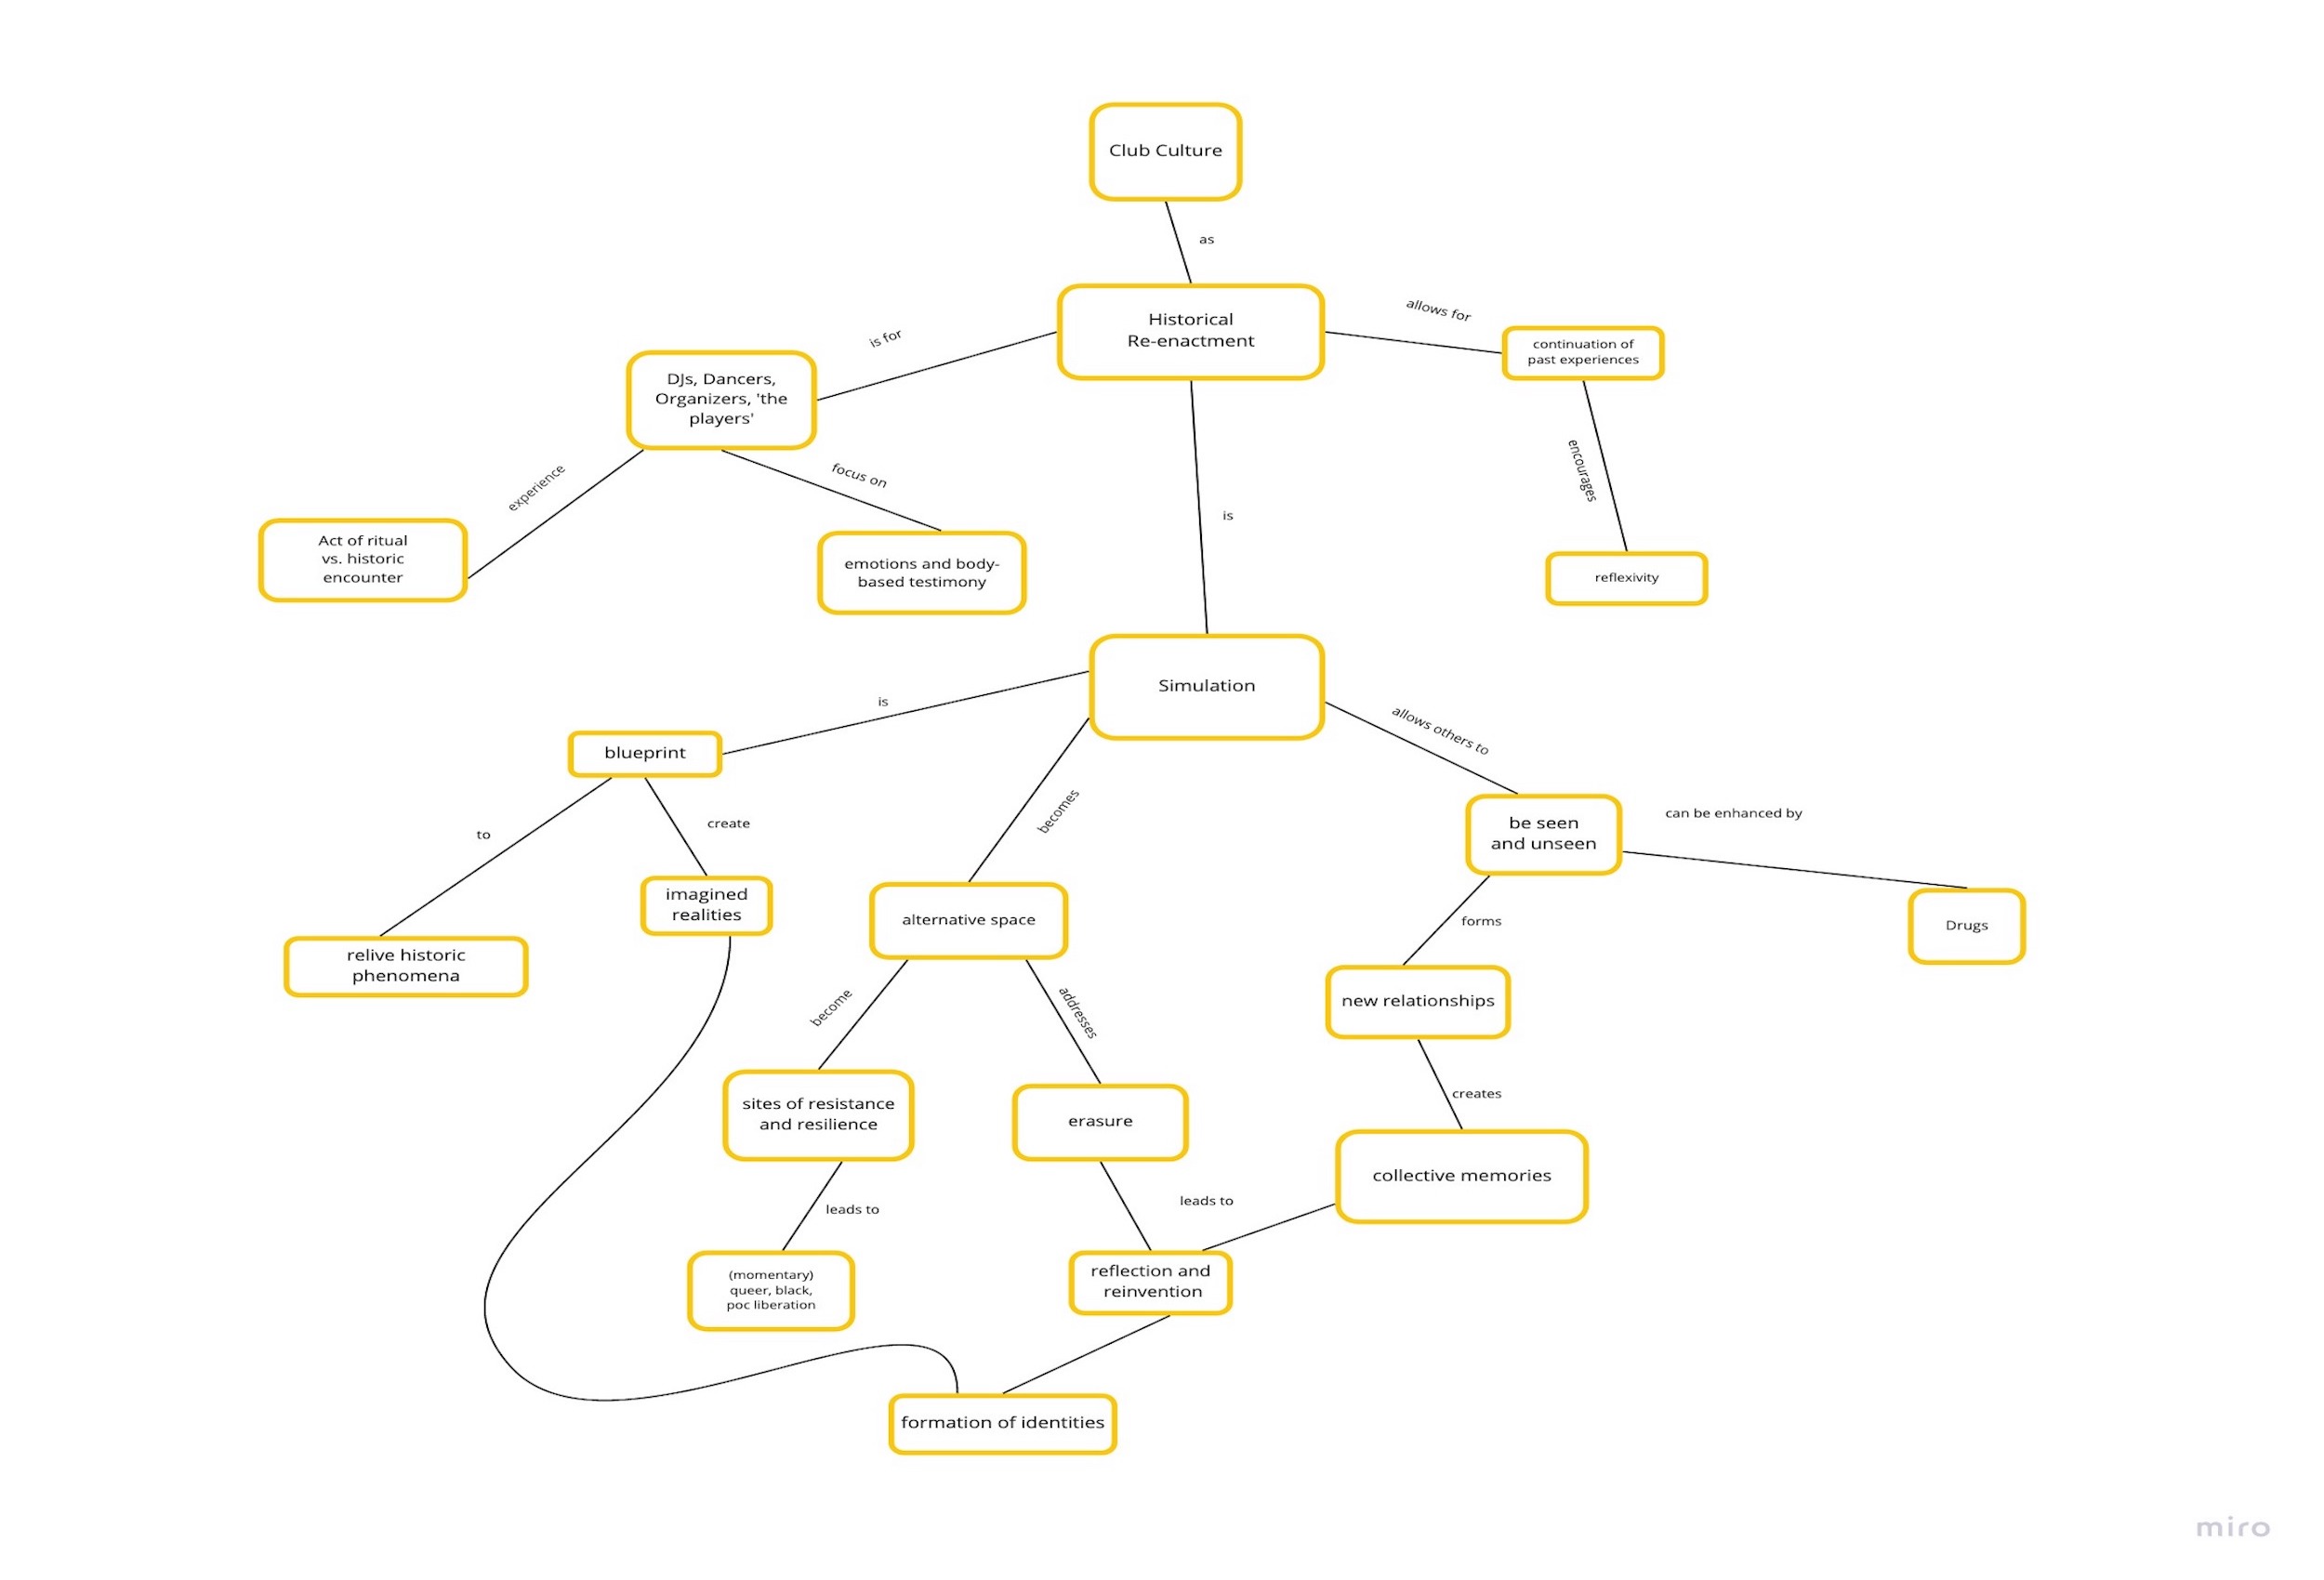 Club Culture
as
Historical
Re-enactment
allows for
is for
continuation of
past experiences
DJs, Dancers,
Organizers, 'the
players'
experience
focus on
encourages
Act of ritual
vs. historic
encounter
emotions and body-
based testimony
is
reflexivity
Simulation
is
allows others to
blueprint
becomes
be seen
and unseen
can be enhanced by
to
create
imagined
realities
alternative space
forms
Drugs
relive historic
phenomena
become
addresses
new relationships
creates
sites of resistance
and resilience
erasure
collective memories
leads to
leads to
(momentary)
queer, black,
poc liberation
reflection and
reinvention
formation of identities
miro